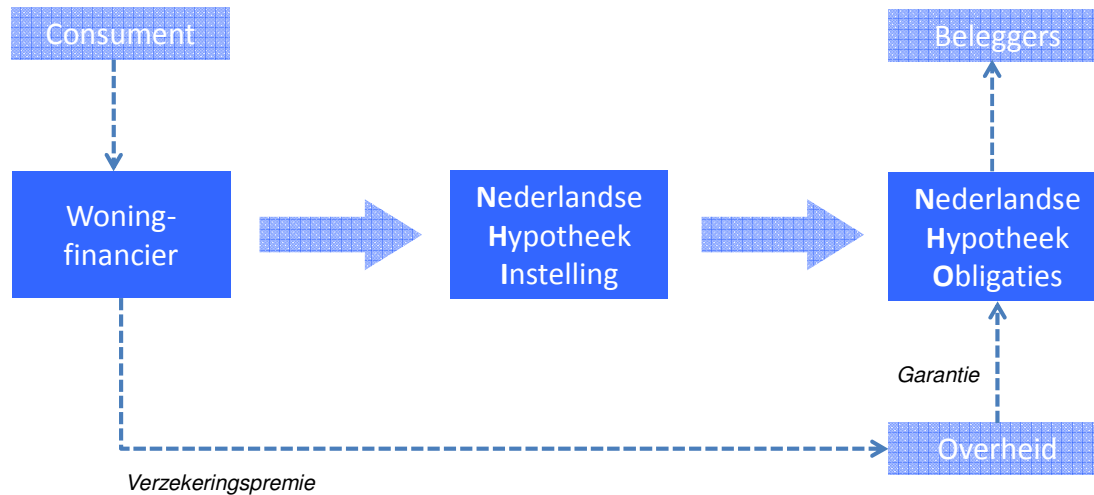 Consument
Beleggers
Woning-
financier
Nederlandse
Hypotheek
Instelling
Nederlandse
Hypotheek
Obligaties
Garantie
Overheid
Verzekeringspremie